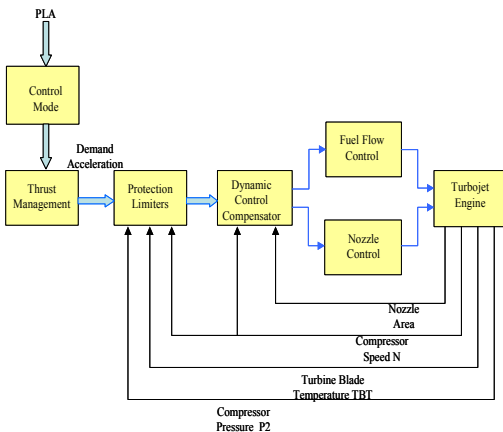 PLA
Control
Mode
Demand
Acceleration
Thrust
Management
Protection
Limiters
Dynamic
Control
Compensator
Fuel Flow
Control
Nozzle
Control
Turbojet
Engine
Nozzle
Area
Compressor
Speed N
Turbine Blade
Temperature TBT
Compressor
Pressure P2